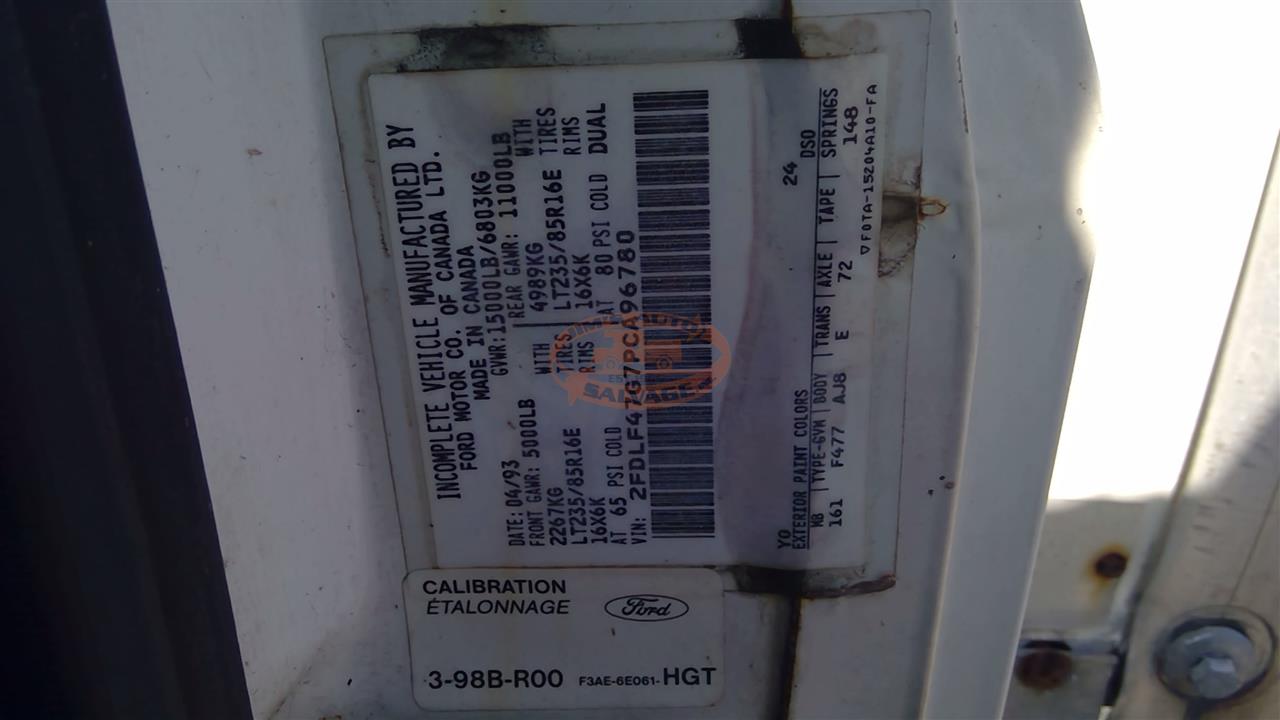 INCOMPLETE VEHICLE MANUFACTURED BY
FORD MOTOR CO. OF CANADA LTD.
MADE IN CANADA
GVWR:15000LB/6803KG
DATE: 04/93
FRONT GAWR: 5000LB REAR GAWR: 11000LB
2267KG WITH 4989KG WITH
LT235/85R16E TIRES LT235/85R16E TIRES
16X6K RIMS 16X6K RIMS
AT 65 PSI COLD AT 80 PSI COLD DUAL
VIN: 2FDLF47G7PCA96780
YO 24
EXTERIOR PAINT COLORS DSO
WB | TYPE-GVM | BODY | TRANS | AXLE | TAPE | SPRINGS
161 F477 AJ8 E 72 148
▽F0TA-15204A10-FA
CALIBRATION
ÉTALONNAGE
Ford
3-98B-R00 F3AE-6E061-HGT
SALVAGE